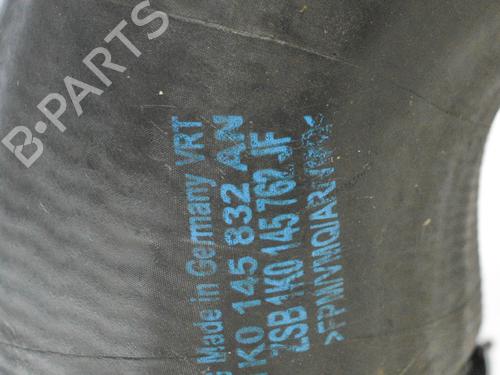 B-PARTS
Made in Germany VRT
1K0 145 832 AN
ZSB 1K0 145 762 JF